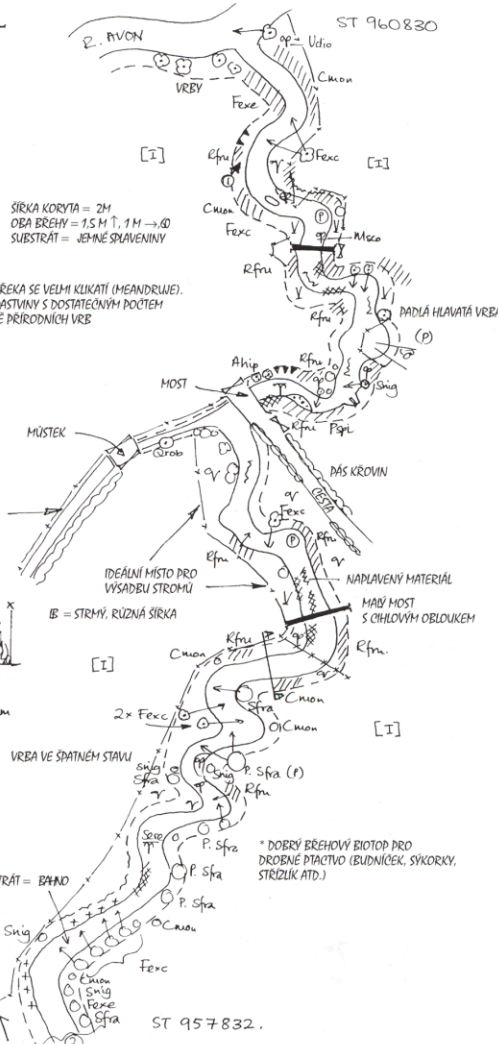 ST 960830
R. AVON
op - Udio
VRBY
Cmon
Fexe
[I]
Rfru
Fexc
[I]
ŠÍRKA KORYTA = 2M
OBA BŘEHY = 1,5 M ↑, 1 M →
SUBSTRÁT = JEMNÉ SPLAVENINY
Cmon
Fexc
(P)
Msco
Rfru
ŘEKA SE VELMI KLIKATÍ (MEANDRUJE).
S DOSTATEČNÝM POČTEM
PŘÍRODNÍCH VRB
Rfru
PADLÁ HLAVATÁ VRBA
(P)
Ahip
Rfru
MOST
Snig
Rfru
Pspi
MŮSTEK
Qrob
PÁS KŘOVIN
CESTA
Fexc
Rfru
(P)
Rfru
IDEÁLNÍ MÍSTO PRO
VÝSADBU STROMŮ
NAPLAVENÝ MATERIÁL
B = STRMÝ, RŮZNÁ ŠÍŘKA
MALÝ MOST
S CIHLOVÝM OBLOUKEM
Rfru
Rfru.
[I]
Cmon
Cmon
Sfra
2x Fexc
Cmon
[I]
VRBA VE ŠPATNÉM STAVU
Snig
Sfra
Snig
P. Sfra (P)
Rfru
P. Sfra
* DOBRÝ BŘEHOVÝ BIOTOP PRO
DROBNÉ PTACTVO (BUDNÍČEK, SÝKORKY,
STŘÍZLÍK ATD.)
P. Sfra
= BAHNO
P. Sfra
Snig
Cmon
Fexc
Cmon
Snig
Fexe
Sfra
ST 957832.